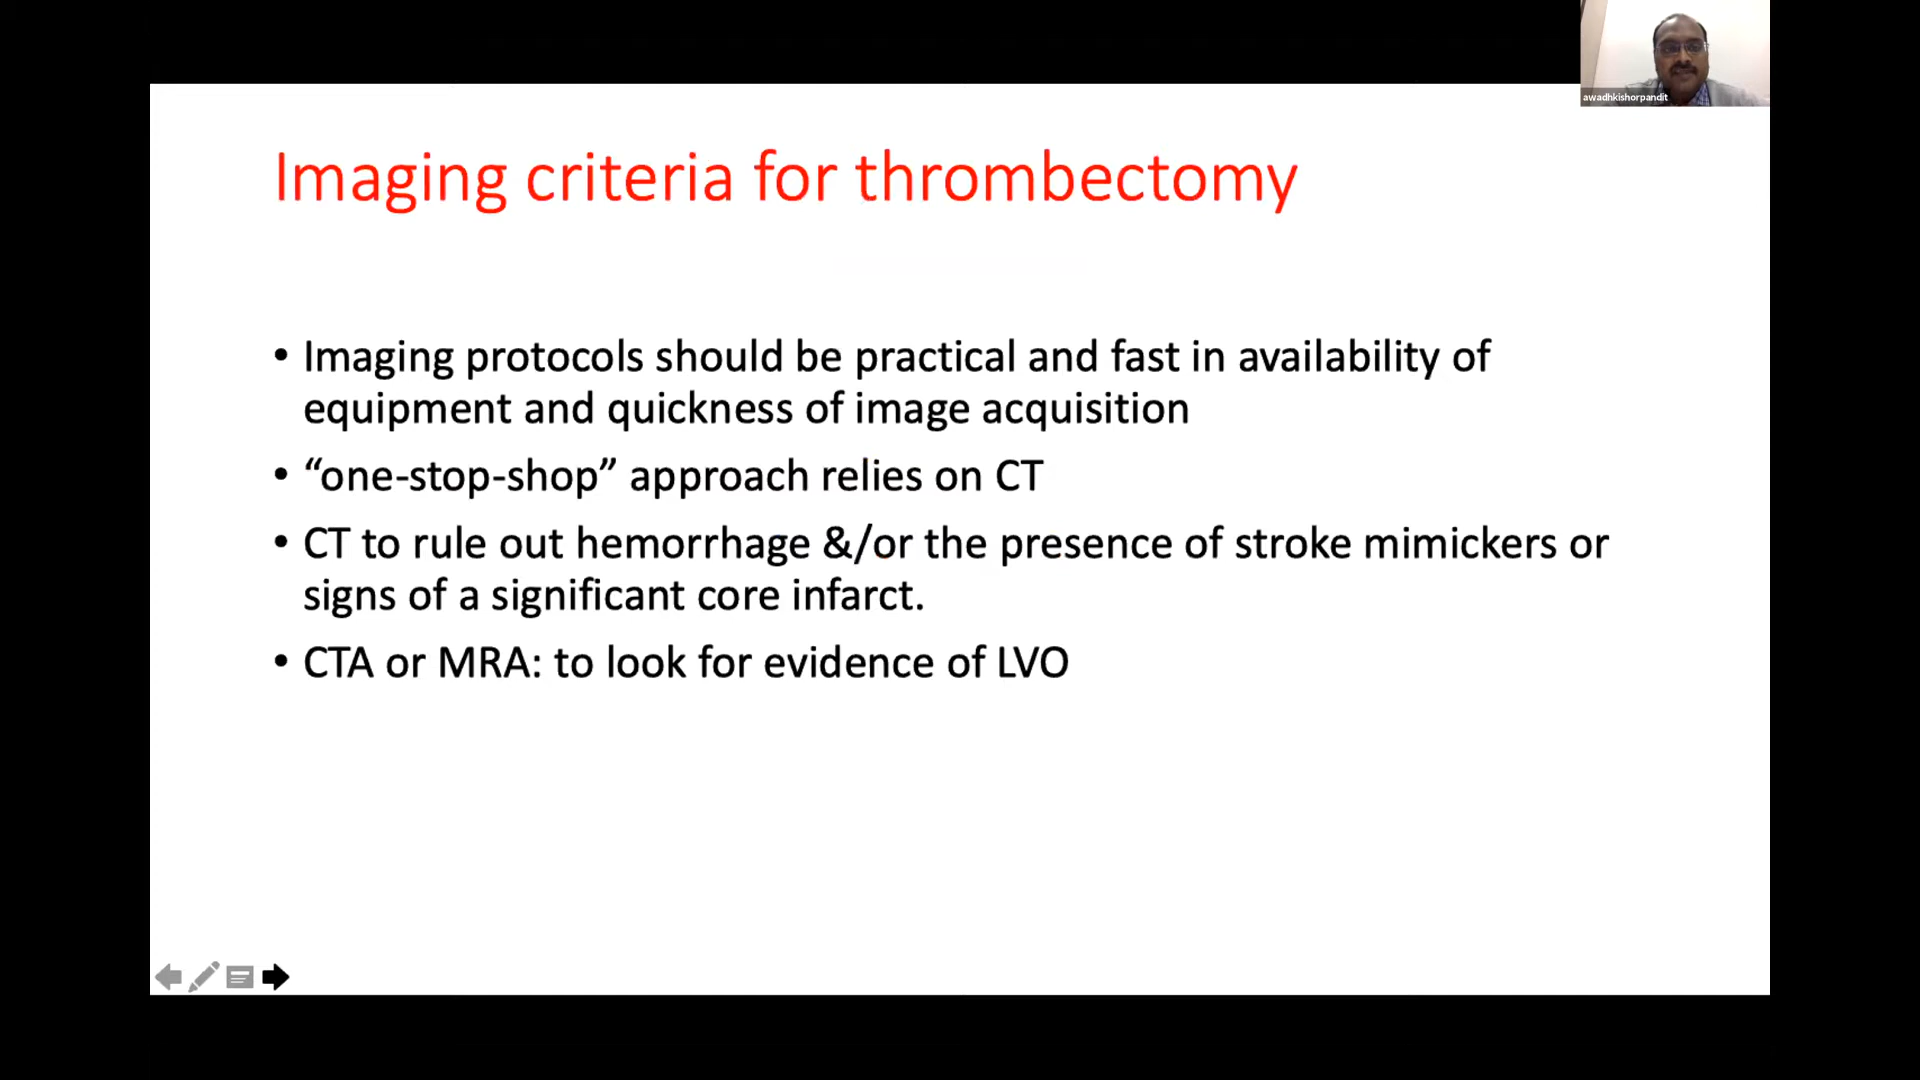 awadhkishorpandit
Imaging criteria for thrombectomy
• Imaging protocols should be practical and fast in availability of
equipment and quickness of image acquisition
• “one-stop-shop” approach relies on CT
• CT to rule out hemorrhage &/or the presence of stroke mimickers or
signs of a significant core infarct.
• CTA or MRA: to look for evidence of LVO